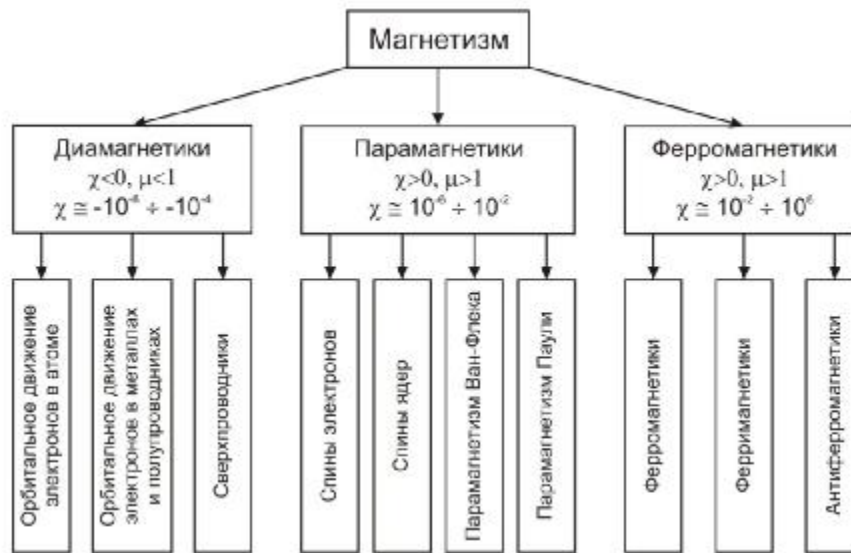 Магнетизм
Диамагнетики
χ<0, μ<1
χ ≅ -10⁻⁶ ÷ -10⁻⁴
Парамагнетики
χ>0, μ>1
χ ≅ 10⁻⁶ ÷ 10⁻²
Ферромагнетики
χ>0, μ>1
χ ≅ 10⁻² ÷ 10⁶
Орбитальное движение
электронов в атоме
Орбитальное движение
электронов в металлах
и полупроводниках
Сверхпроводники
Спины электронов
Спины ядер
Парамагнетизм Ван-Флека
Парамагнетизм Паули
Ферромагнетики
Ферримагнетики
Антиферромагнетики